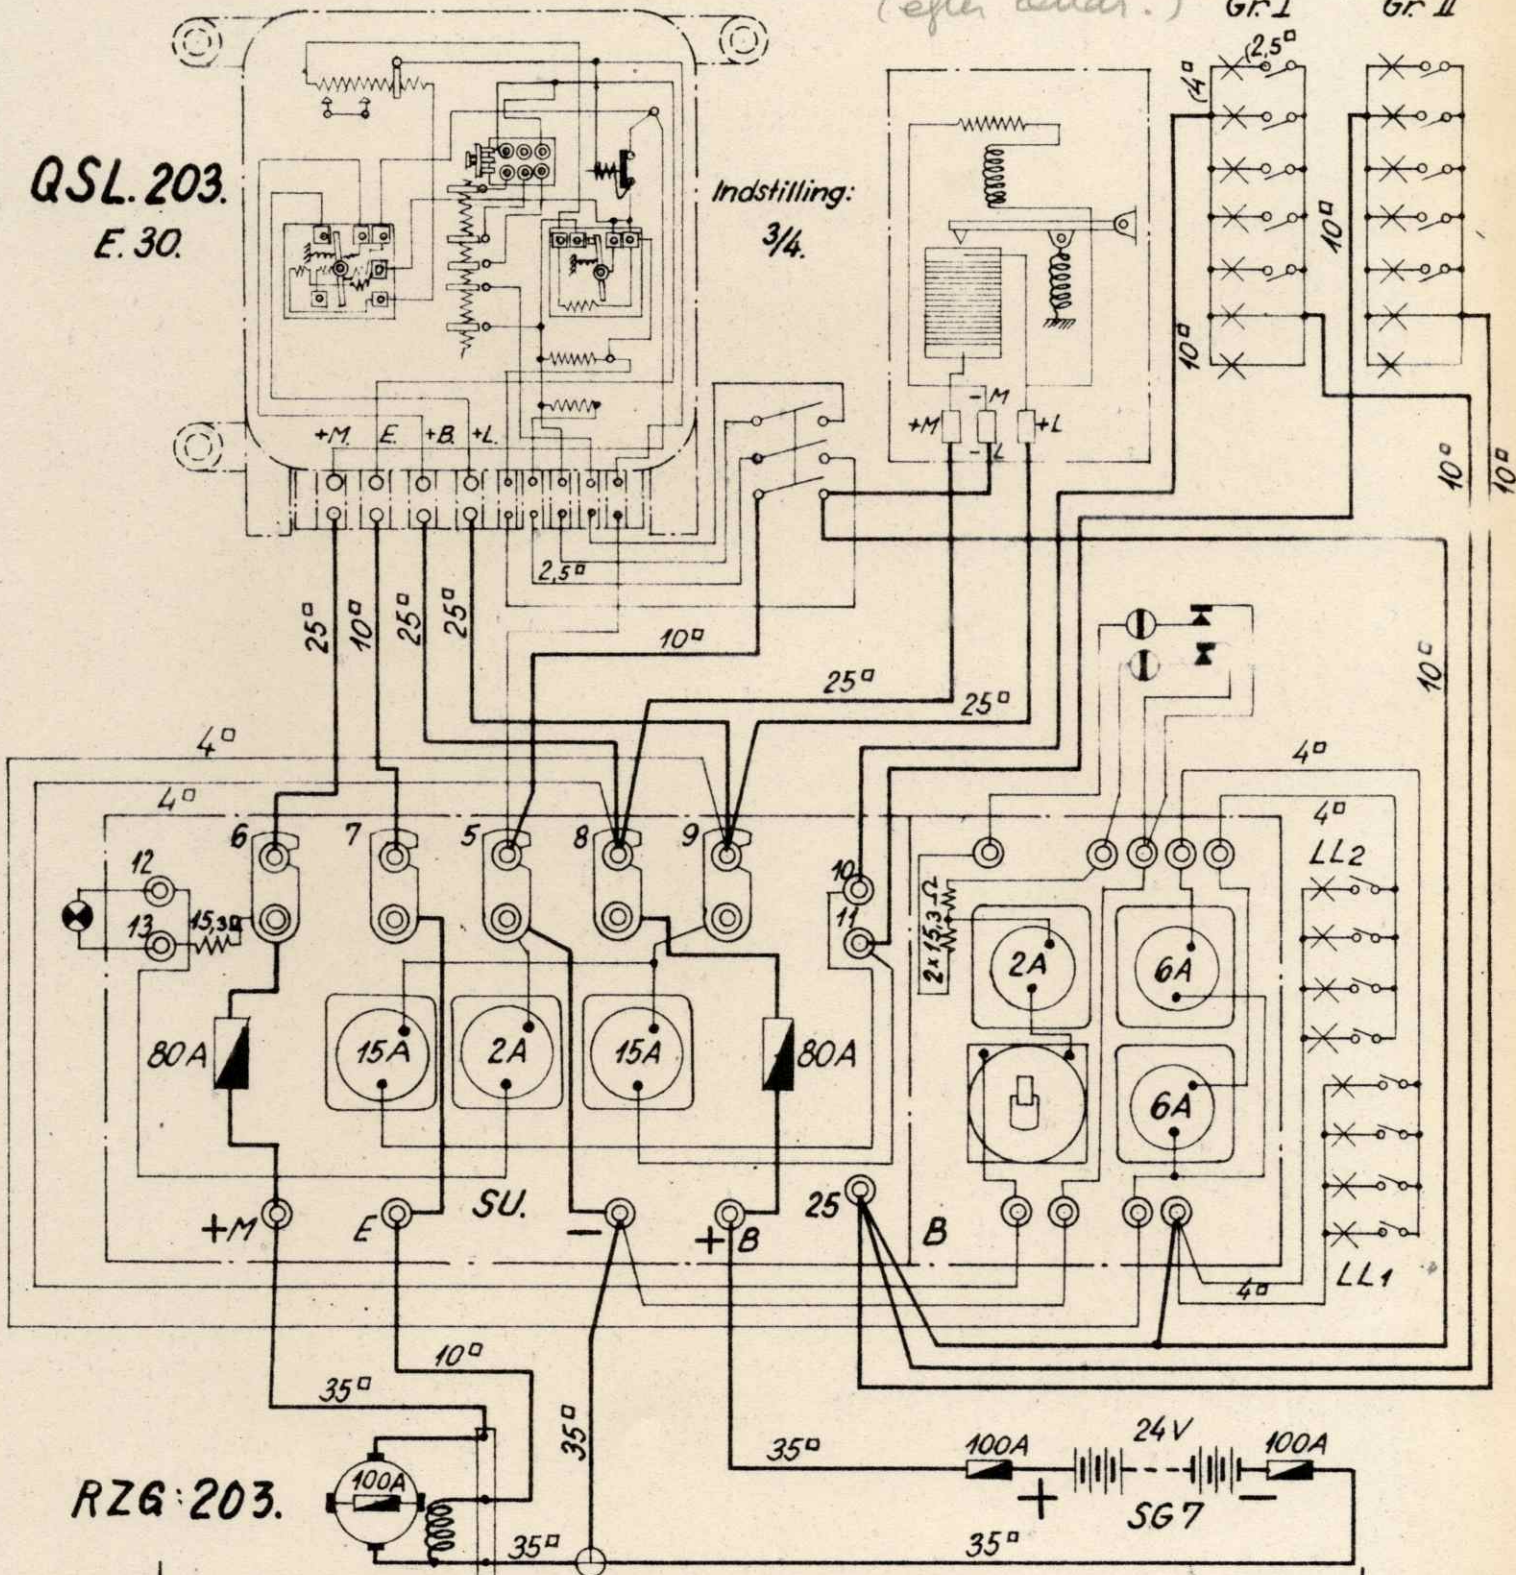 (efter
Gr. I
Gr. II
(2,5□
(4□
QSL. 203.
E. 30.
Indstilling:
3/4.
10□
10□
-M
+M
+L
-L
+M.
E.
+B.
+L.
10□
10□
2,5□
25□
10□
25□
25□
10□
25□
25□
10□
4□
4□
4□
4□
6
7
5
8
9
12
13
15,3Ω
10
11
2×15,3Ω
LL2
2A
6A
80A
15A
2A
15A
80A
6A
+M
E
SU.
−
+B
25
B
4□
LL1
10□
35□
35□
35□
100A
24V
100A
+
−
SG7
RZG: 203.
100A
35□
35□